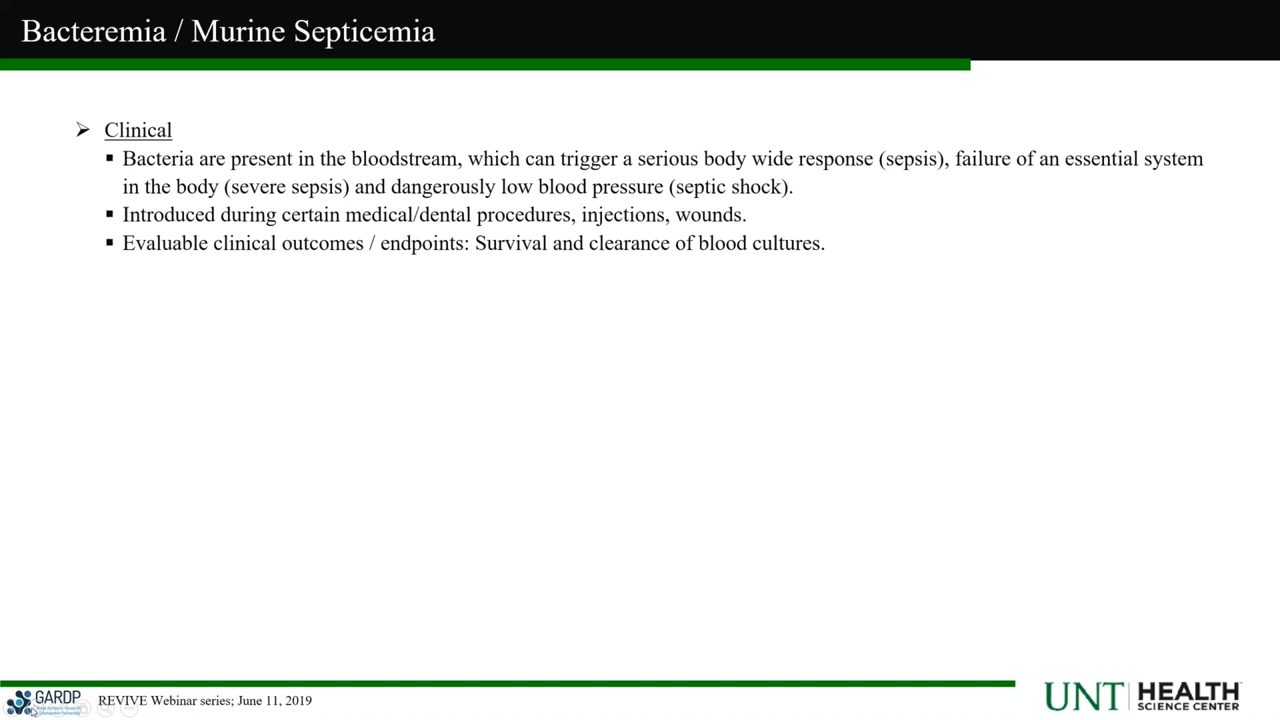 Bacteremia / Murine Septicemia
Clinical
Bacteria are present in the bloodstream, which can trigger a serious body wide response (sepsis), failure of an essential system
in the body (severe sepsis) and dangerously low blood pressure (septic shock).
Introduced during certain medical/dental procedures, injections, wounds.
Evaluable clinical outcomes / endpoints: Survival and clearance of blood cultures.
GARDP
REVIVE Webinar series; June 11, 2019
UNT HEALTH
SCIENCE CENTER